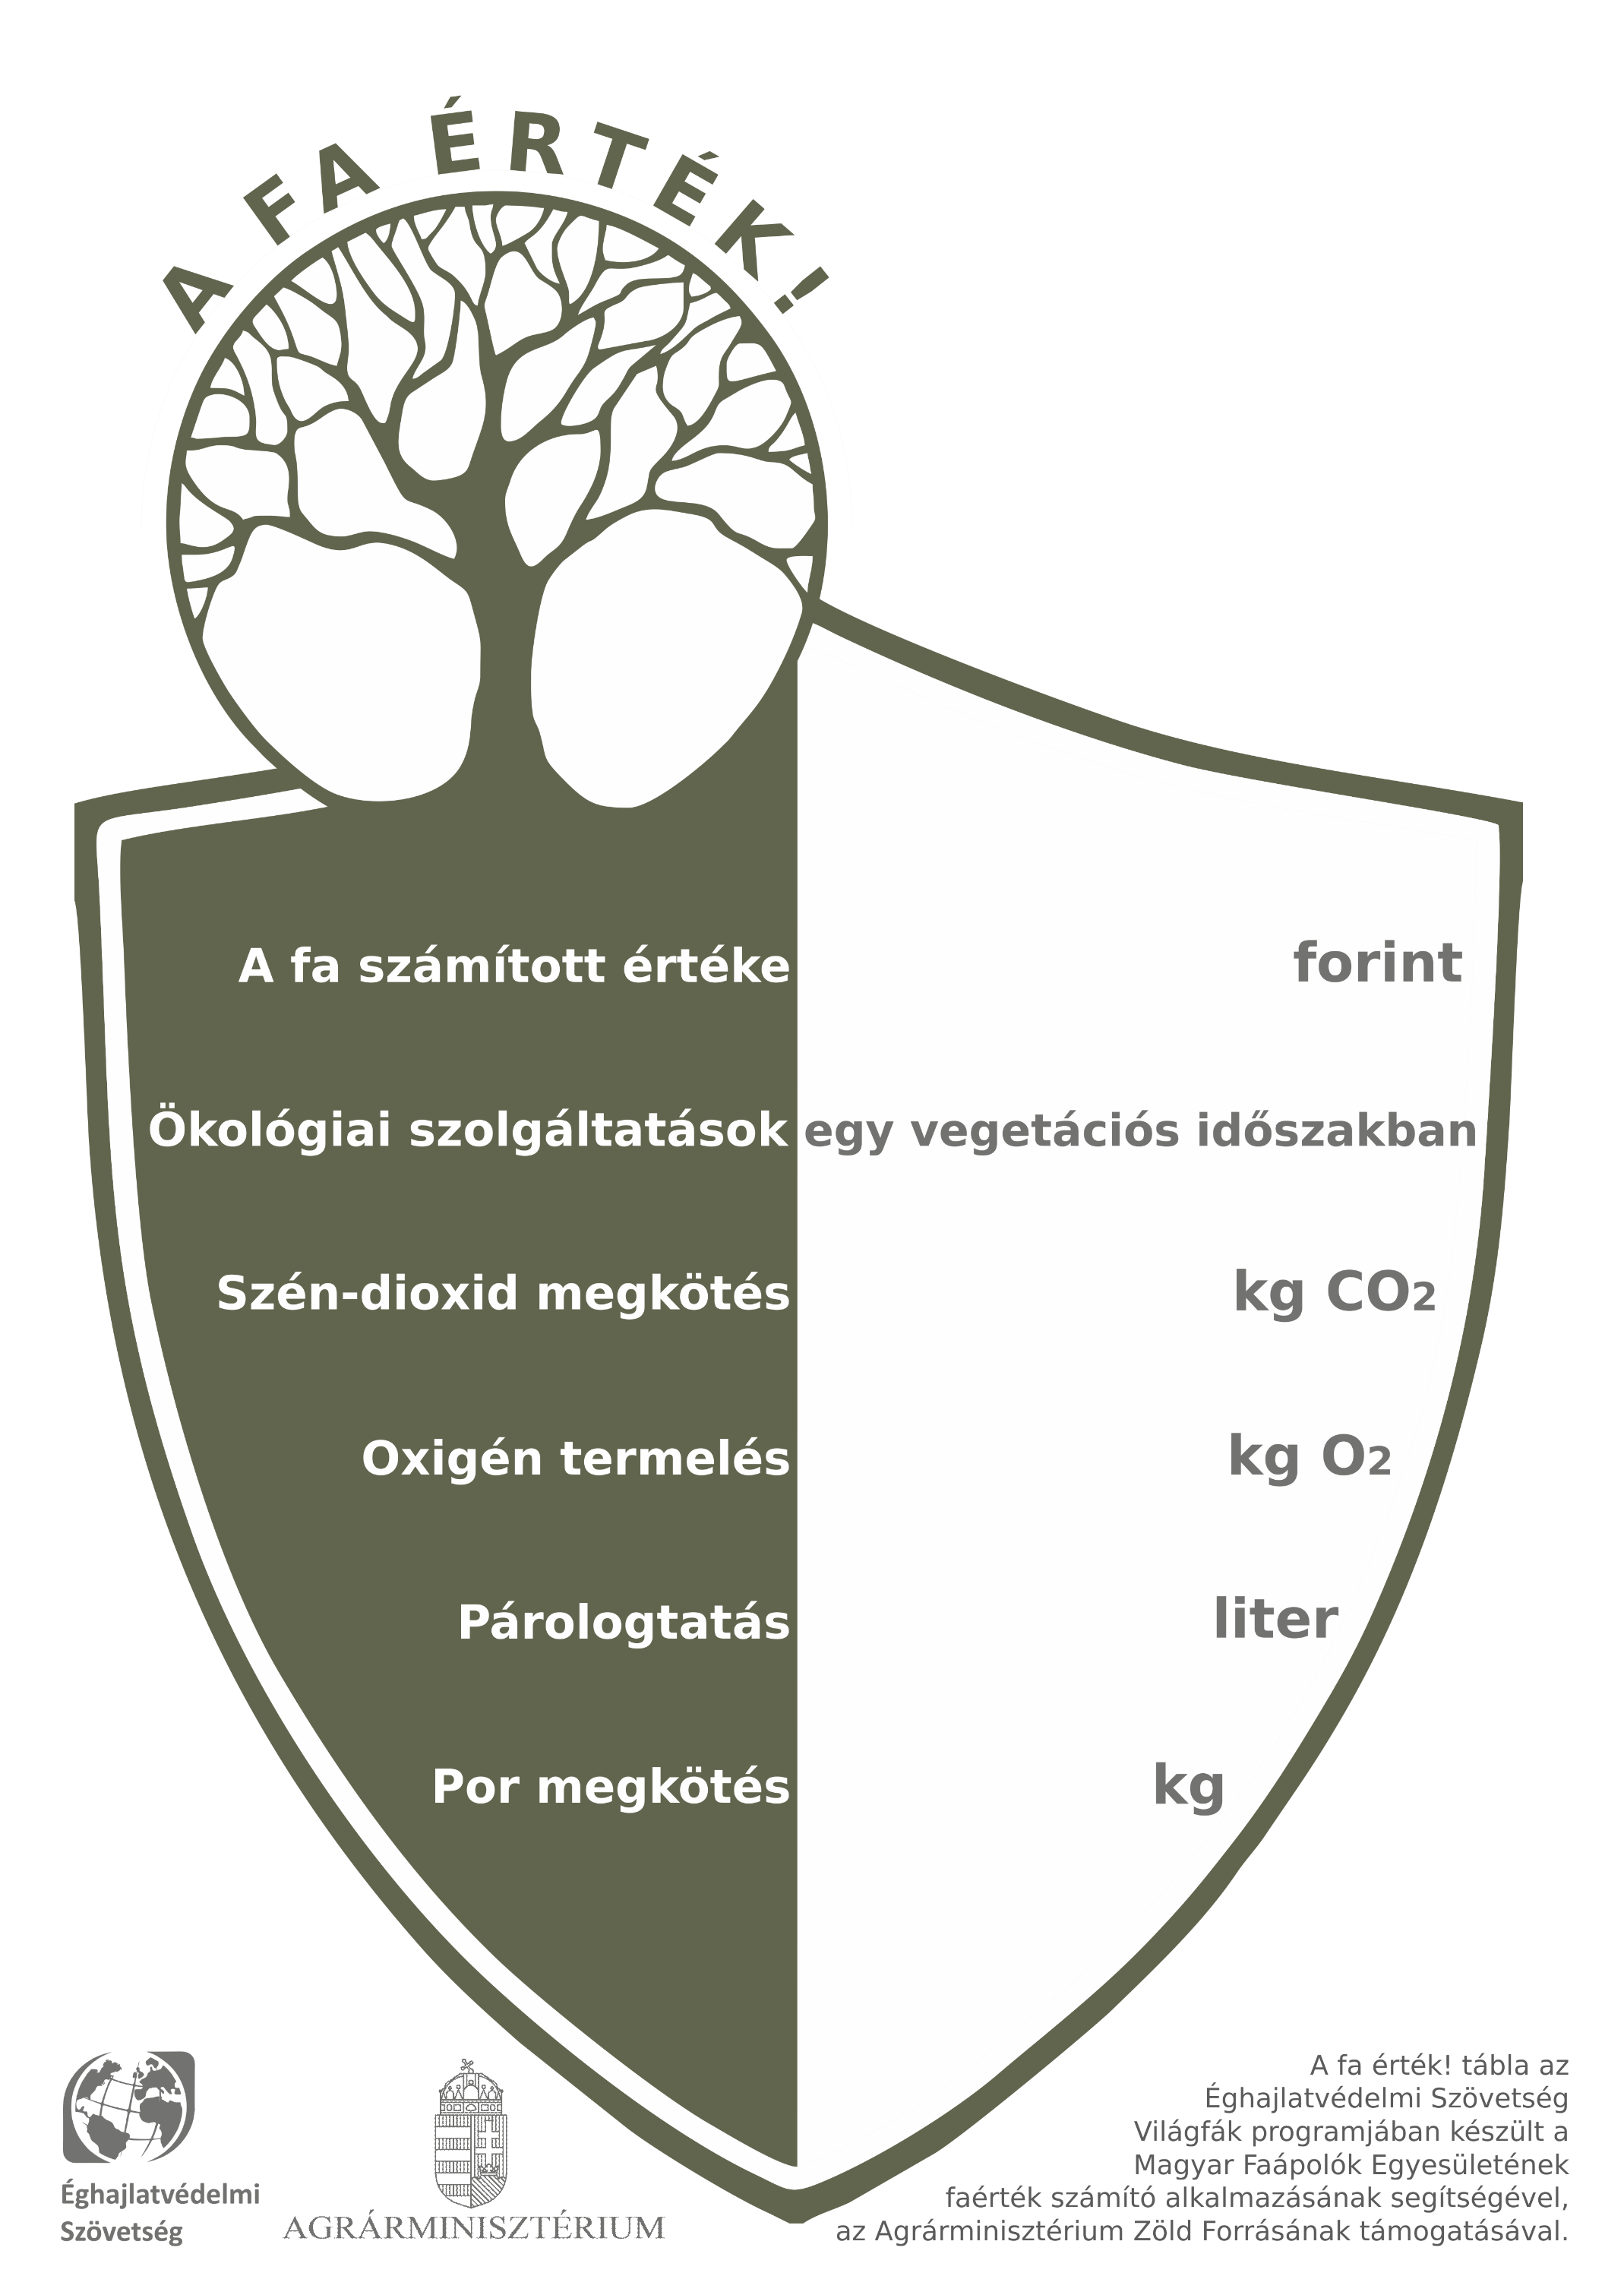 A FA ÉRTÉK!
A fa számított értéke forint
Ökológiai szolgáltatások egy vegetációs időszakban
Szén-dioxid megkötés kg CO2
Oxigén termelés kg O2
Párologtatás liter
Por megkötés kg
Éghajlatvédelmi
Szövetség
AGRÁRMINISZTÉRIUM
A fa érték! tábla az
Éghajlatvédelmi Szövetség
Világfák programjában készült a
Magyar Faápolók Egyesületének
faérték számító alkalmazásának segítségével,
az Agrárminisztérium Zöld Forrásának támogatásával.